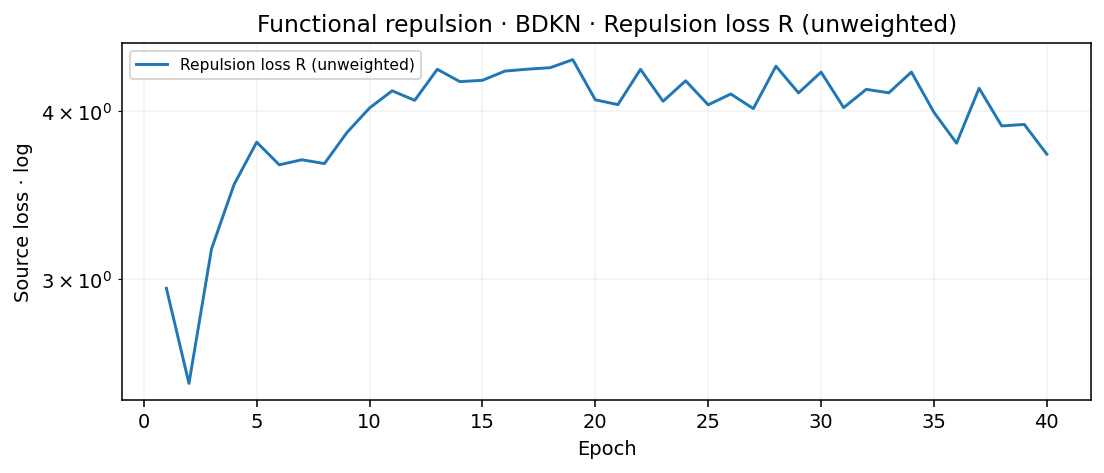 Functional repulsion · BDKN · Repulsion loss R (unweighted)
Repulsion loss R (unweighted)
Source loss · log
4 × 10⁰
3 × 10⁰
0 5 10 15 20 25 30 35 40
Epoch